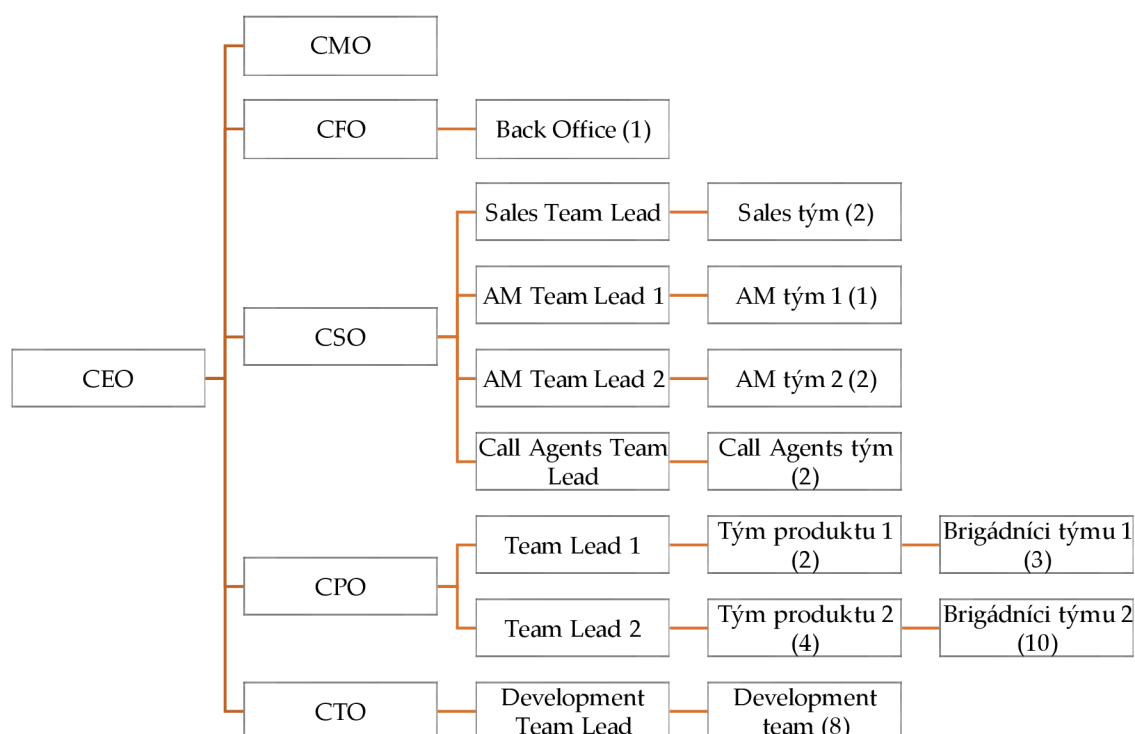 CMO
CFO
Back Office (1)
Sales Team Lead
Sales tým (2)
AM Team Lead 1
AM tým 1 (1)
CSO
CEO
AM Team Lead 2
AM tým 2 (2)
Call Agents Team
Lead
Call Agents tým
(2)
Team Lead 1
Tým produktu 1
(2)
Brigádníci týmu 1
(3)
CPO
Team Lead 2
Tým produktu 2
(4)
Brigádníci týmu 2
(10)
CTO
Development
Team Lead
Development
team (8)